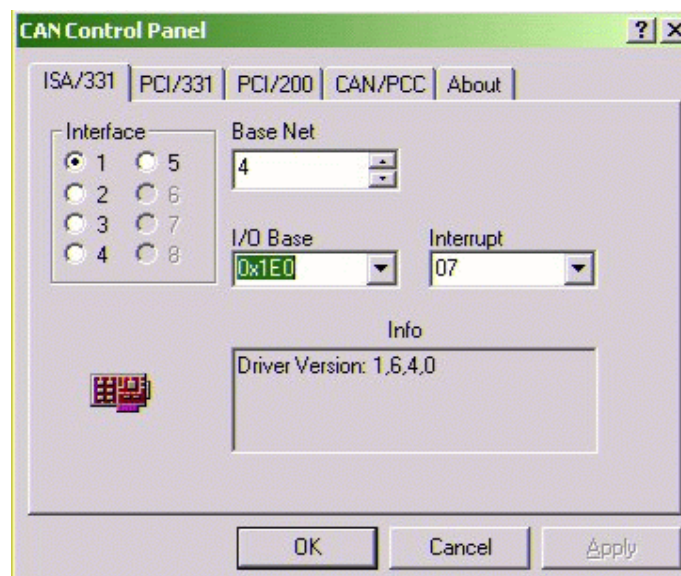 CAN Control Panel
ISA/331 PCI/331 PCI/200 CAN/PCC About
Interface
1 5
2 6
3 7
4 8
Base Net
4
I/O Base Interrupt
0x1E0 07
Info
Driver Version: 1,6,4,0
OK Cancel Apply